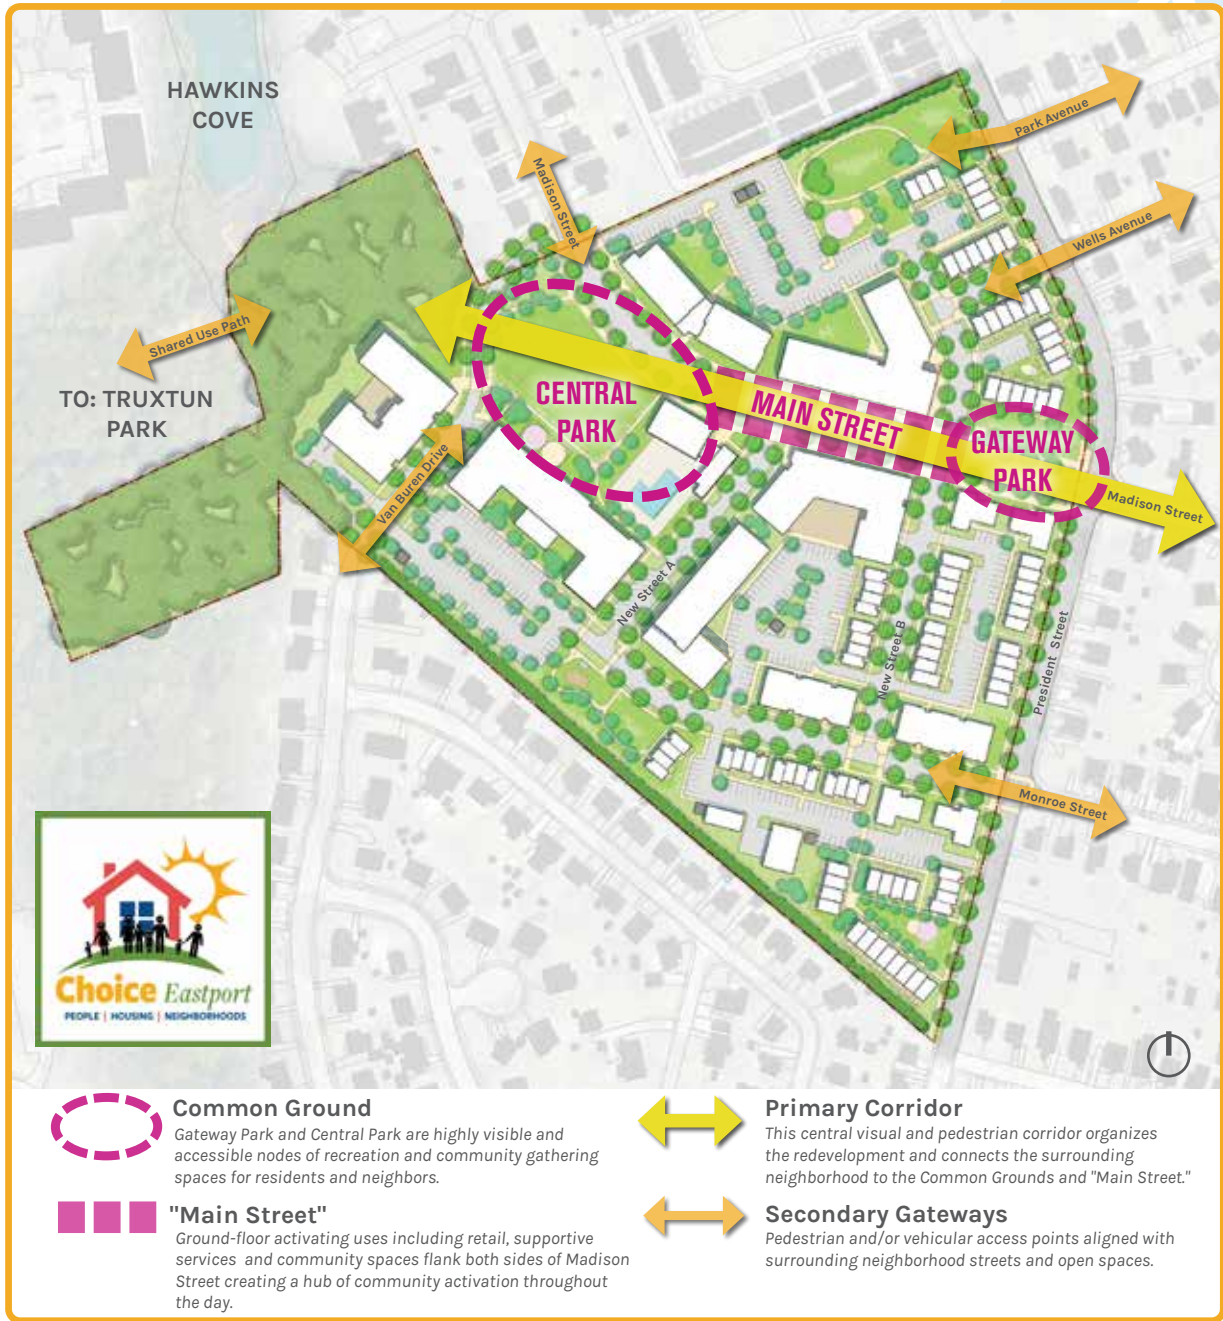 HAWKINS
COVE
Park Avenue
Madison Street
Wells Avenue
Shared Use Path
TO: TRUXTUN
PARK
CENTRAL
PARK
MAIN STREET
GATEWAY
PARK
Madison Street
Van Buren Drive
New Street A
New Street B
President Street
Monroe Street
Choice Eastport
PEOPLE | HOUSING | NEIGHBORHOODS
Common Ground
Gateway Park and Central Park are highly visible and
accessible nodes of recreation and community gathering
spaces for residents and neighbors.
"Main Street"
Ground-floor activating uses including retail, supportive
services and community spaces flank both sides of Madison
Street creating a hub of community activation throughout
the day.
Primary Corridor
This central visual and pedestrian corridor organizes
the redevelopment and connects the surrounding
neighborhood to the Common Grounds and "Main Street."
Secondary Gateways
Pedestrian and/or vehicular access points aligned with
surrounding neighborhood streets and open spaces.